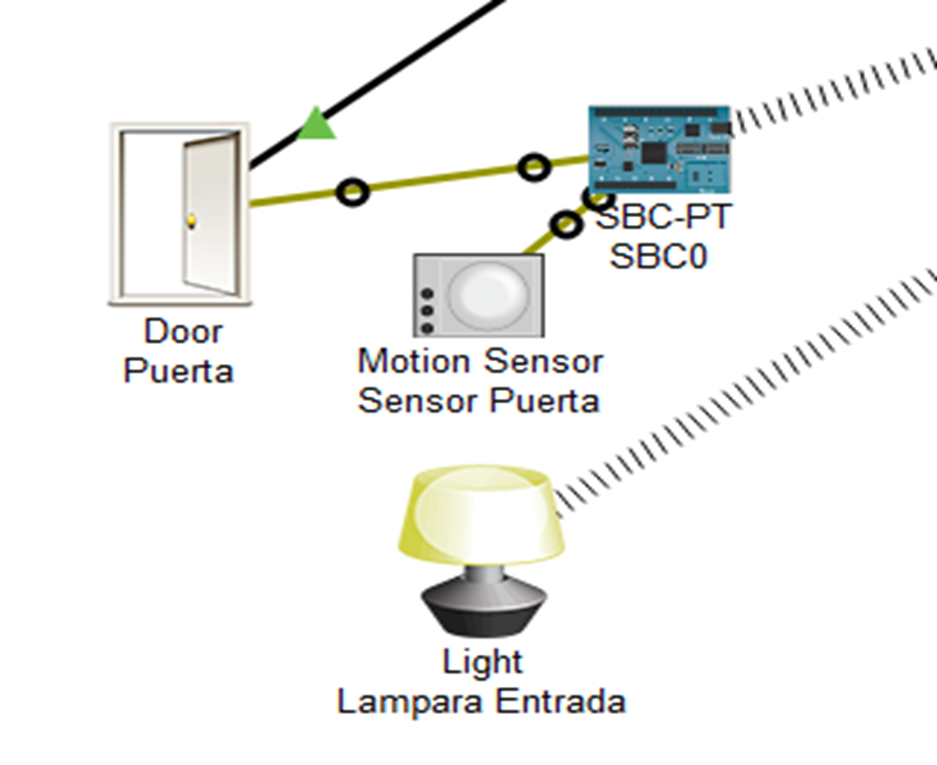 SBC-PT
SBC0
Door
Puerta
Motion Sensor
Sensor Puerta
Light
Lampara Entrada